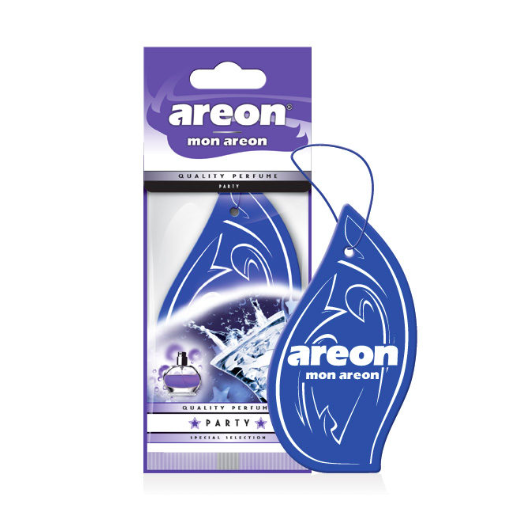 areon®
mon areon
QUALITY PERFUME
PARTY
QUALITY PERFUME
★ PARTY ★
SPECIAL SELECTION
areon
mon areon